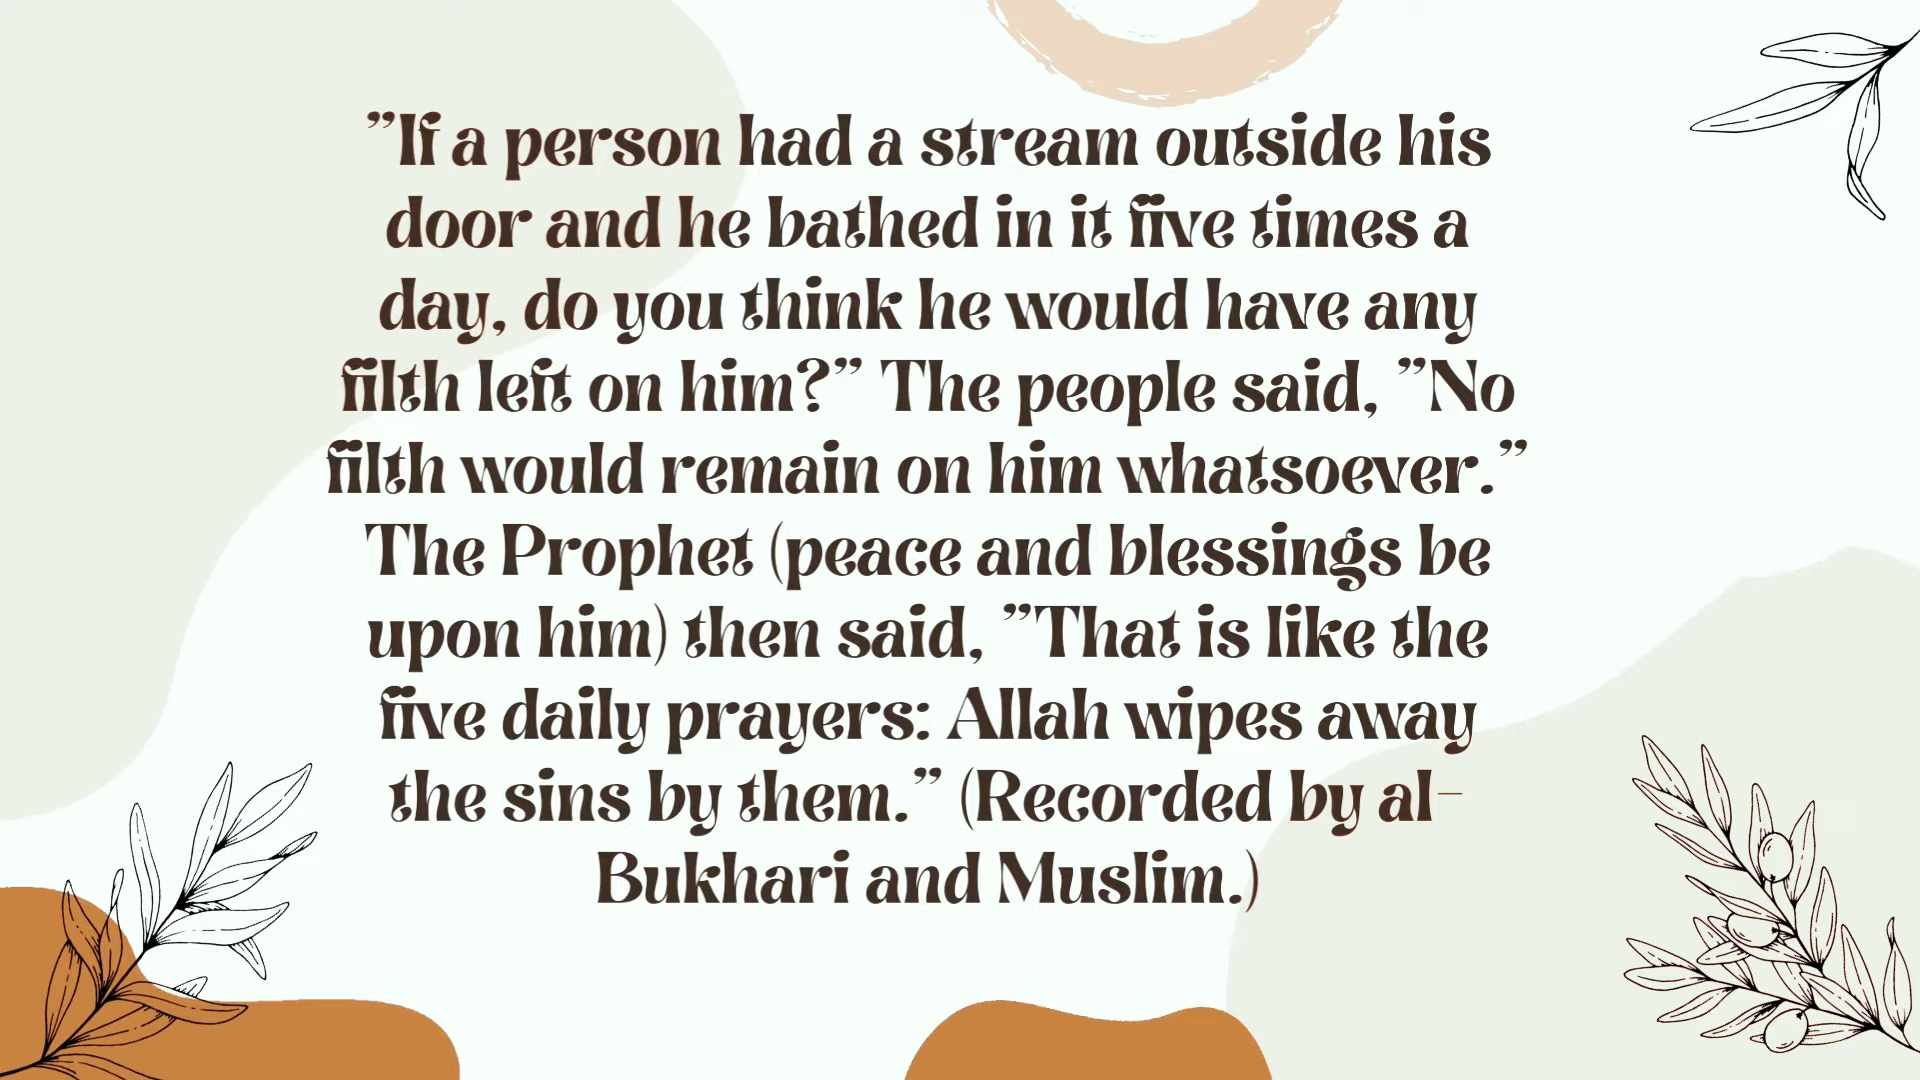 ”If a person had a stream outside his
door and he bathed in it five times a
day, do you think he would have any
filth left on him?” The people said, ”No
filth would remain on him whatsoever.”
The Prophet (peace and blessings be
upon him) then said, ”That is like the
five daily prayers: Allah wipes away
the sins by them.” (Recorded by al-
Bukhari and Muslim.)